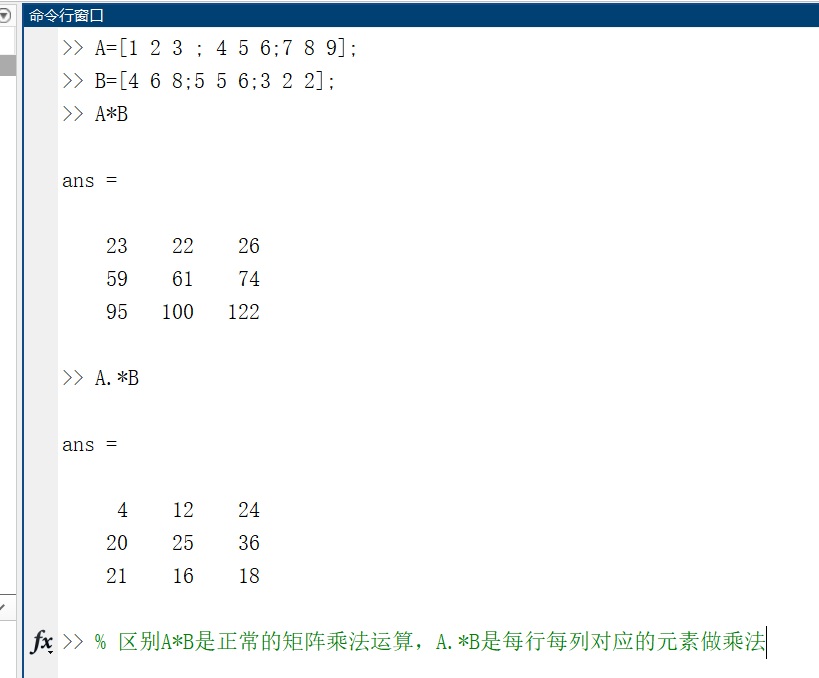 命令行窗口
>> A=[1 2 3 ; 4 5 6;7 8 9];
>> B=[4 6 8;5 5 6;3 2 2];
>> A*B
ans =
23 22 26
59 61 74
95 100 122
>> A.*B
ans =
4 12 24
20 25 36
21 16 18
fx >> % 区别A*B是正常的矩阵乘法运算，A.*B是每行每列对应的元素做乘法